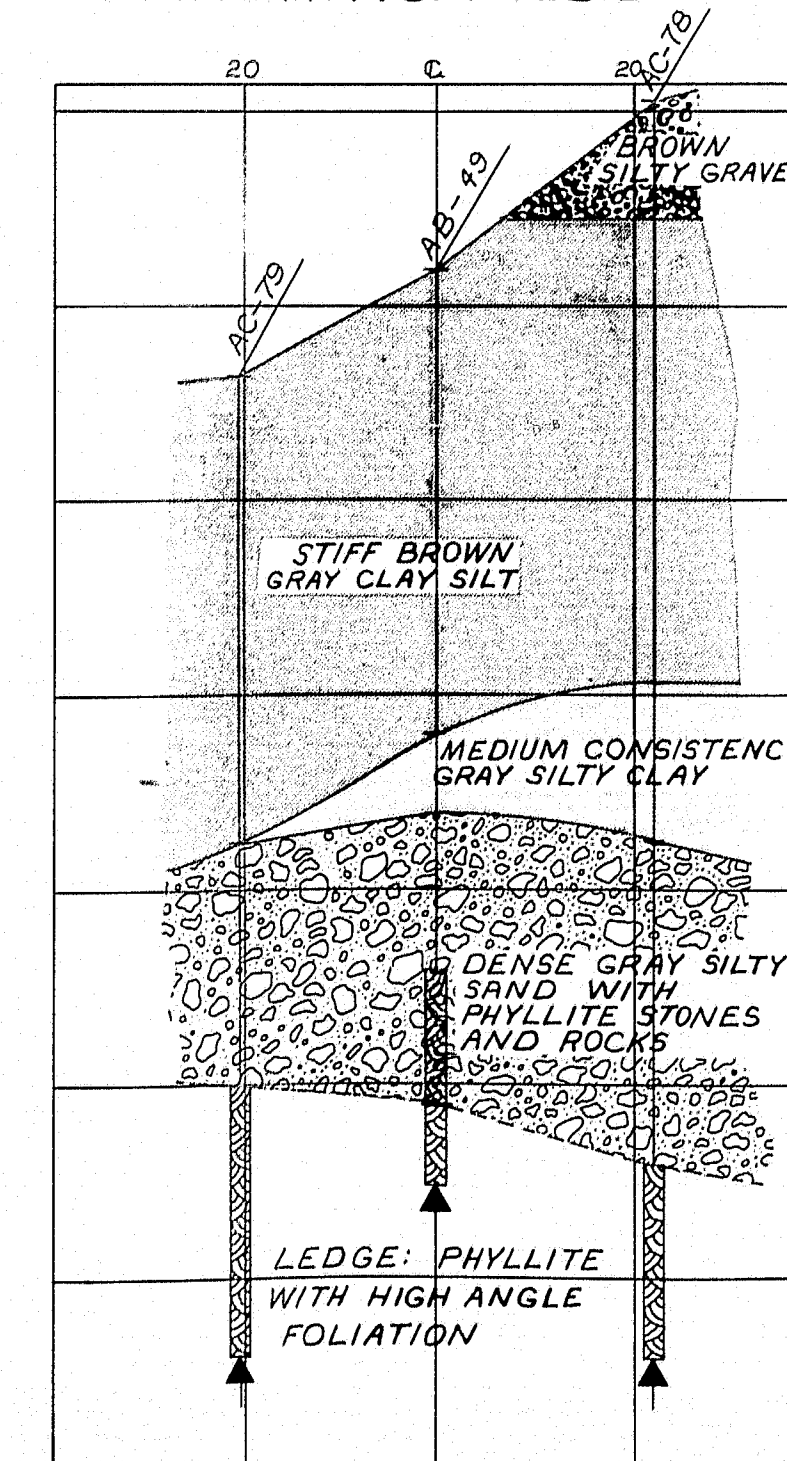 20 ℄ 20
AC-78
AB-49
AC-79
BROWN
SILTY GRAVE
STIFF BROWN
GRAY CLAY SILT
MEDIUM CONSISTENC
GRAY SILTY CLAY
DENSE GRAY SILTY
SAND WITH
PHYLLITE STONES
AND ROCKS
LEDGE: PHYLLITE
WITH HIGH ANGLE
FOLIATION